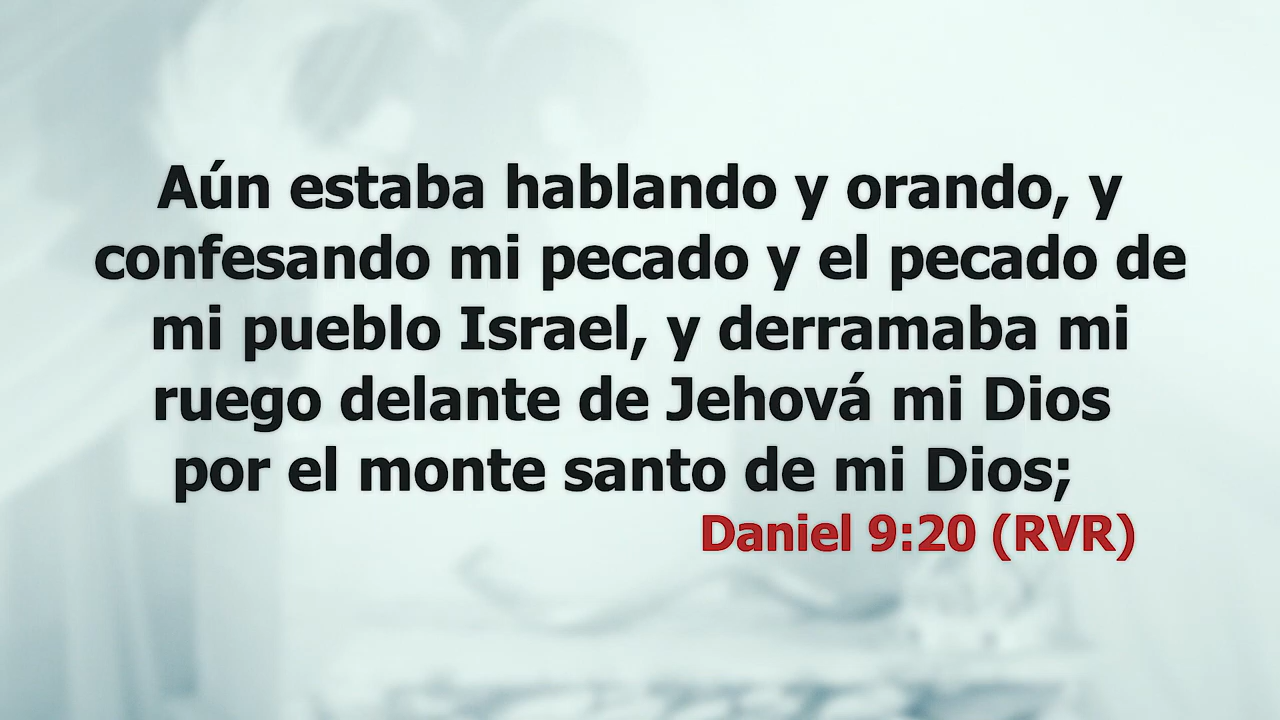 Aún estaba hablando y orando, y
confesando mi pecado y el pecado de
mi pueblo Israel, y derramaba mi
ruego delante de Jehová mi Dios
por el monte santo de mi Dios;
Daniel 9:20 (RVR)